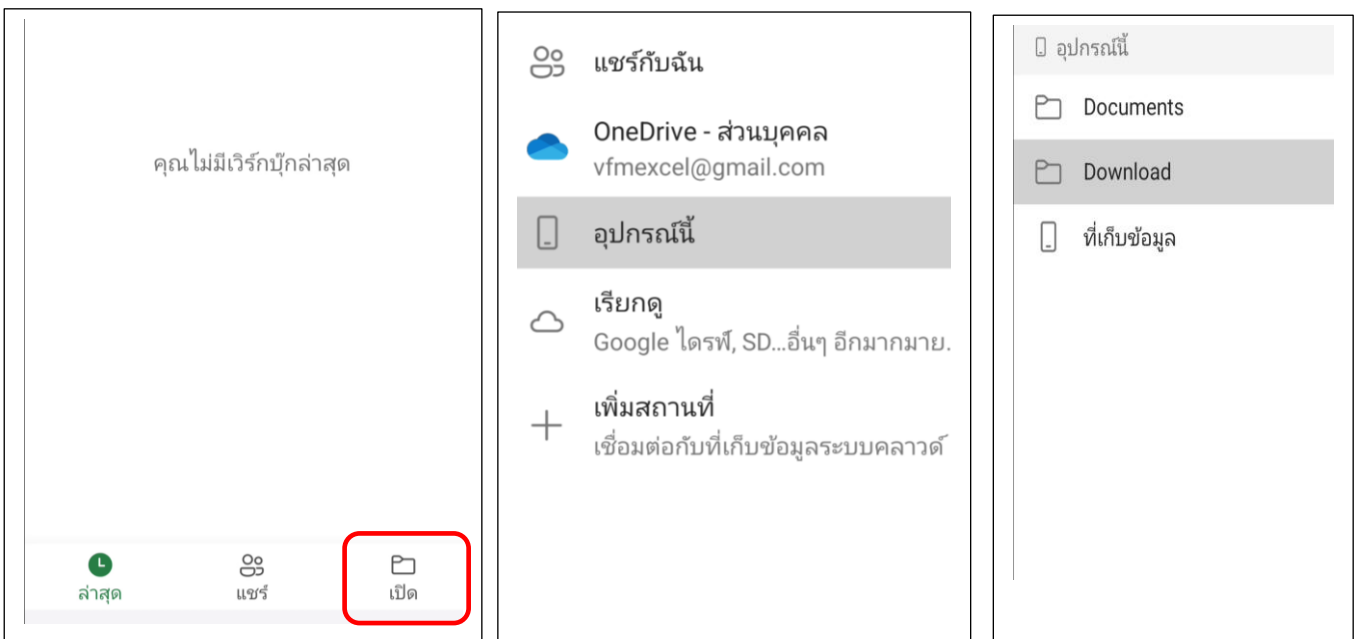 คุณไม่มีเวิร์กบุ๊กล่าสุด
ล่าสุด
แชร์
เปิด
แชร์กับฉัน
OneDrive - ส่วนบุคคล
vfmexcel@gmail.com
อุปกรณ์นี้
เรียกดู
Google ไดรฟ์, SD...อื่นๆ อีกมากมาย.
เพิ่มสถานที่
เชื่อมต่อกับที่เก็บข้อมูลระบบคลาวด์
อุปกรณ์นี้
Documents
Download
ที่เก็บข้อมูล